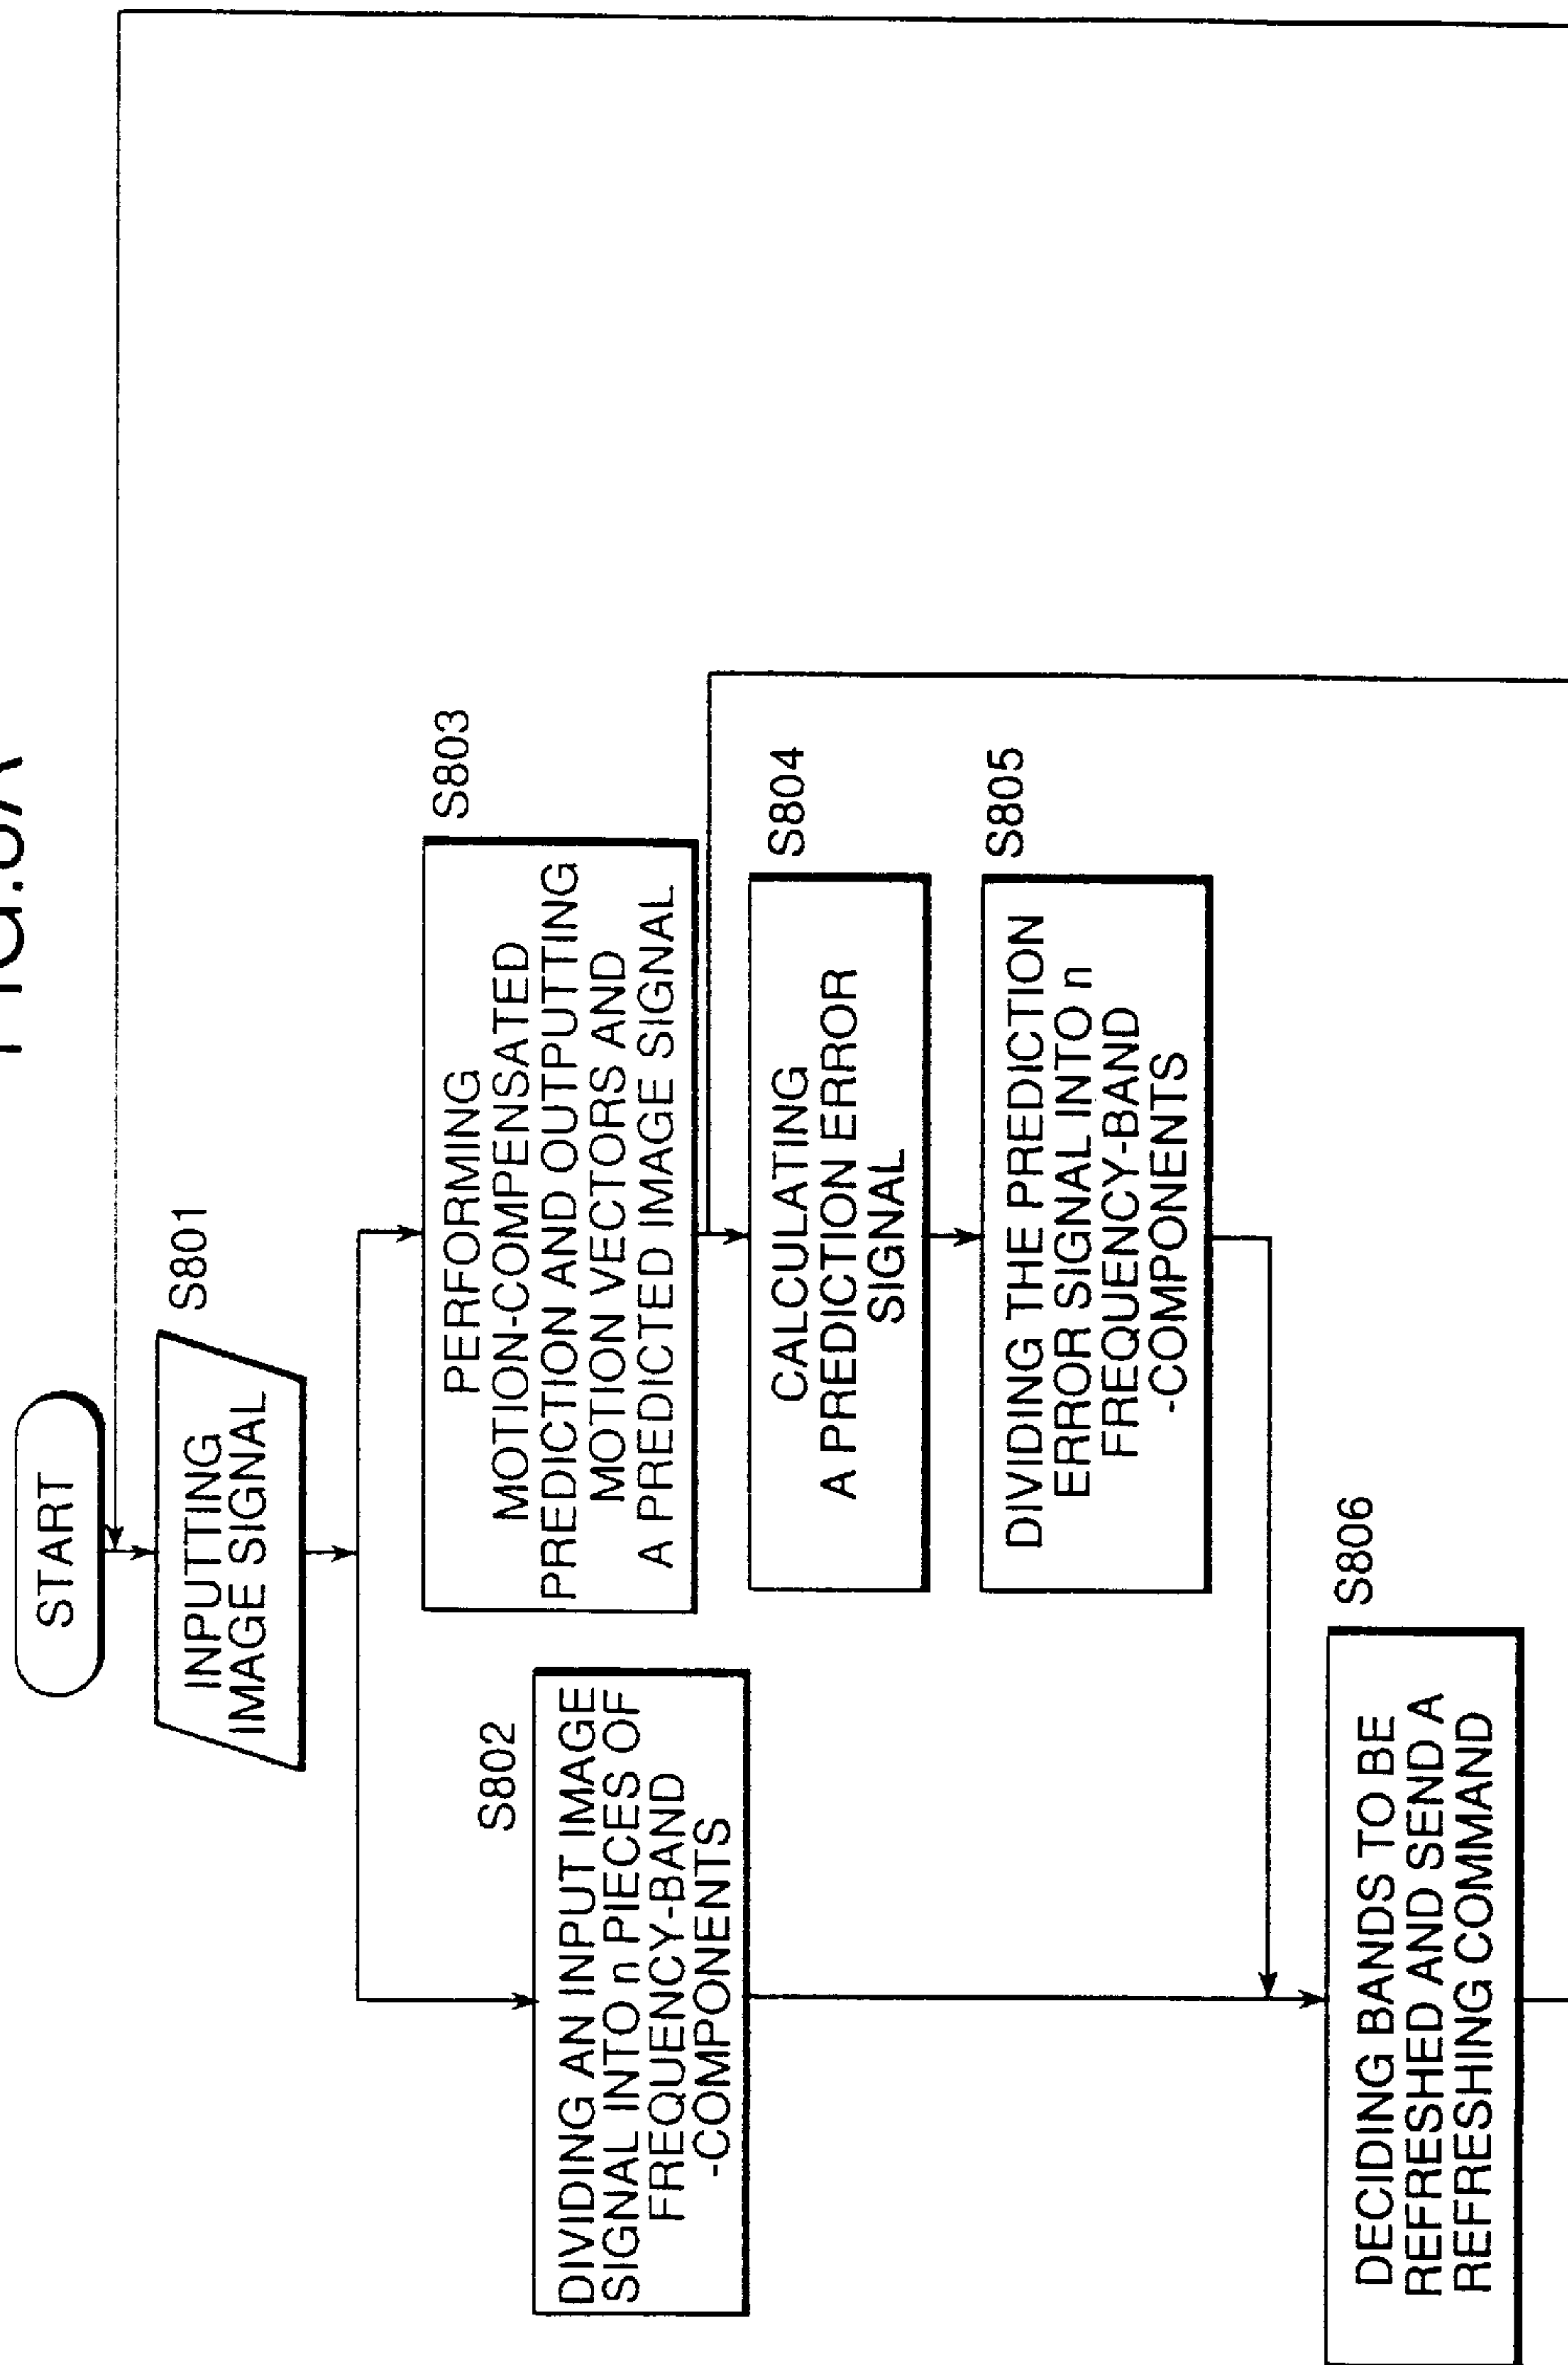 START
S801
INPUTTING
IMAGE SIGNAL
S802
DIVIDING AN INPUT IMAGE
SIGNAL INTO n PIECES OF
FREQUENCY-BAND
-COMPONENTS
S803
PERFORMING
MOTION-COMPENSATED
PREDICTION AND OUTPUTTING
MOTION VECTORS AND
A PREDICTED IMAGE SIGNAL
S804
CALCULATING
A PREDICTION ERROR
SIGNAL
S805
DIVIDING THE PREDICTION
ERROR SIGNAL INTO n
FREQUENCY-BAND
-COMPONENTS
S806
DECIDING BANDS TO BE
REFRESHED AND SEND A
REFRESHING COMMAND